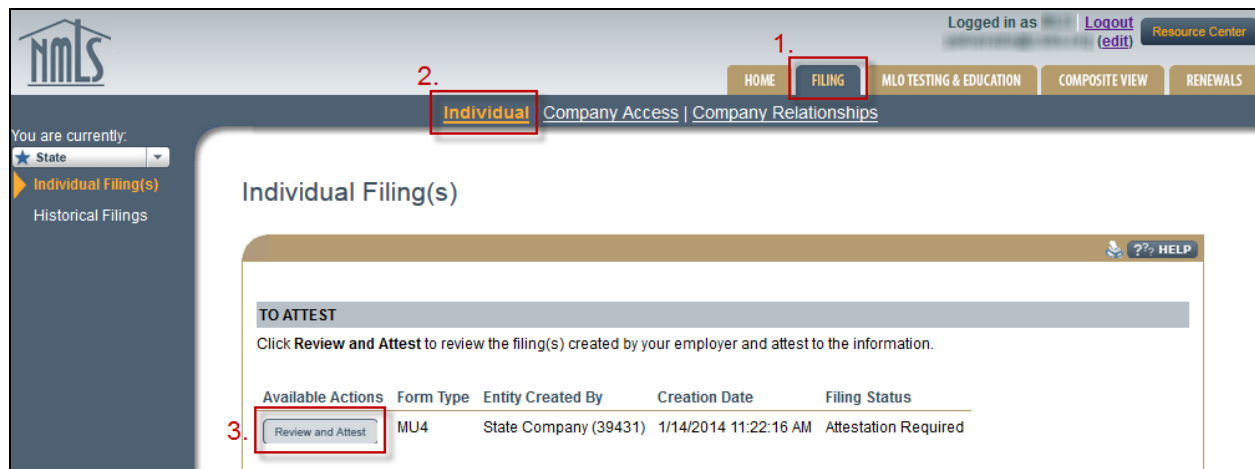 NMLS
Logged in as
Logout
(edit)
Resource Center
1.
HOME
FILING
MLO TESTING & EDUCATION
COMPOSITE VIEW
RENEWALS
2.
Individual Company Access | Company Relationships
You are currently:
State
Individual Filing(s)
Historical Filings
Individual Filing(s)
??? HELP
TO ATTEST
Click Review and Attest to review the filing(s) created by your employer and attest to the information.
Available Actions Form Type Entity Created By Creation Date Filing Status
3. Review and Attest MU4 State Company (39431) 1/14/2014 11:22:16 AM Attestation Required